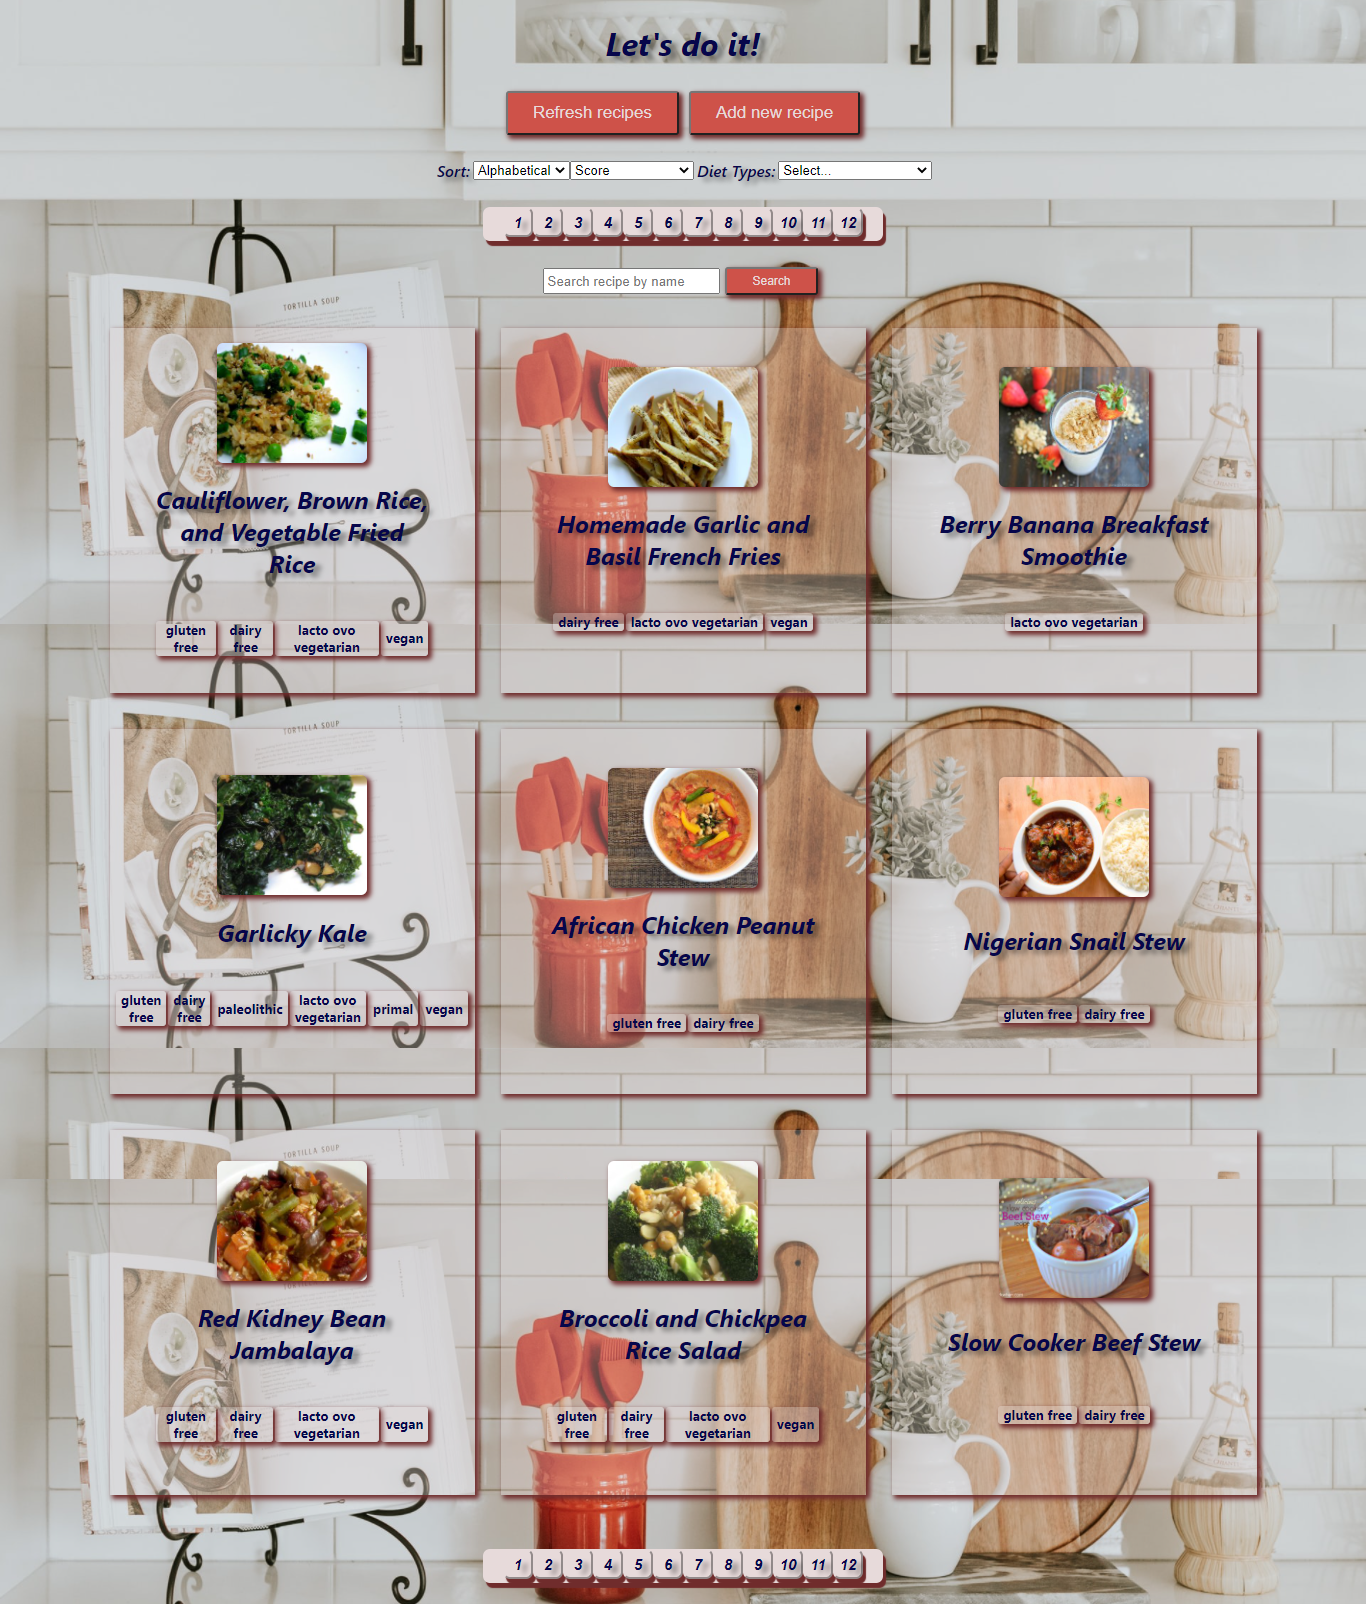 Let's do it!
Refresh recipes
Add new recipe
Sort: Alphabetical Score Diet Types: Select...
1 2 3 4 5 6 7 8 9 10 11 12
Search recipe by name Search
TORTILLA SOUP
Cauliflower, Brown Rice,
and Vegetable Fried
Rice
gluten free
dairy free
lacto ovo vegetarian
vegan
Homemade Garlic and
Basil French Fries
dairy free lacto ovo vegetarian vegan
Berry Banana Breakfast
Smoothie
lacto ovo vegetarian
TORTILLA SOUP
Garlicky Kale
gluten free
dairy free
paleolithic
lacto ovo vegetarian
primal
vegan
African Chicken Peanut
Stew
gluten free dairy free
Nigerian Snail Stew
gluten free dairy free
TORTILLA SOUP
Red Kidney Bean
Jambalaya
gluten free
dairy free
lacto ovo vegetarian
vegan
Broccoli and Chickpea
Rice Salad
gluten free
dairy free
lacto ovo vegetarian
vegan
Beef Stew
Slow Cooker Beef Stew
gluten free dairy free
1 2 3 4 5 6 7 8 9 10 11 12